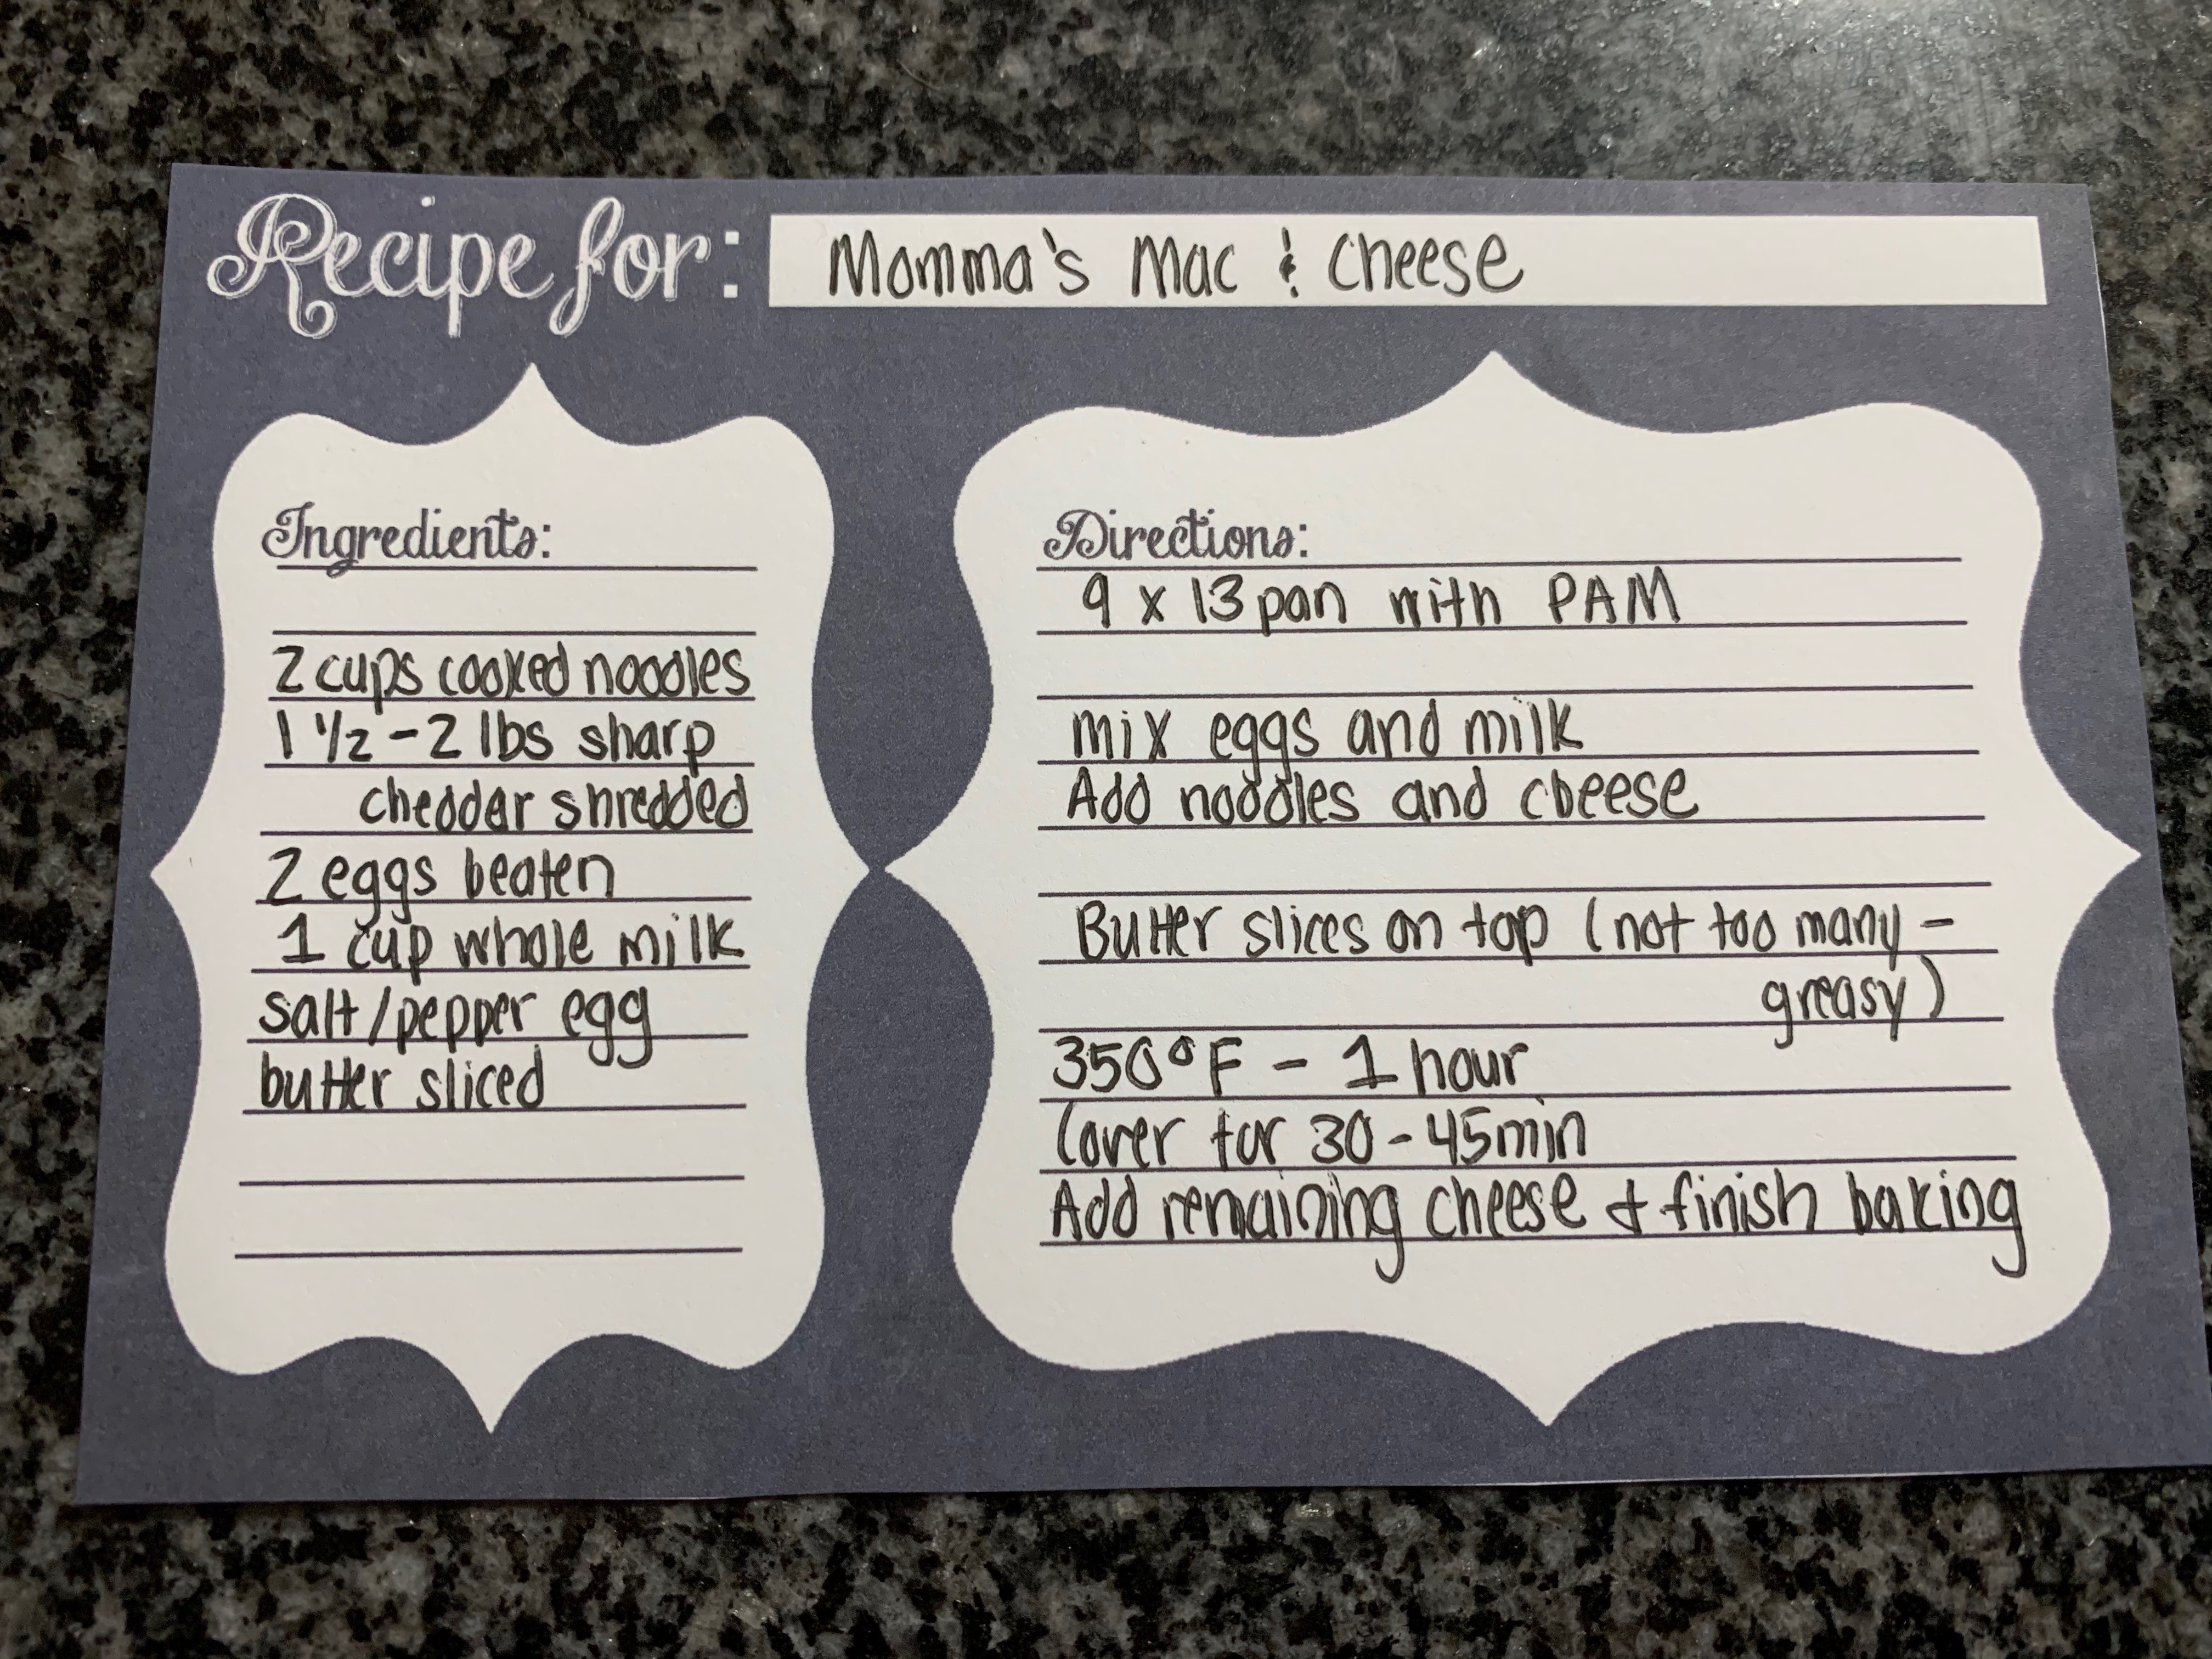 Recipe for: Momma's Mac & Cheese
Ingredients:
2 cups cooked noodles
1 1/2 - 2 lbs sharp
cheddar shredded
2 eggs beaten
1 cup whole milk
salt/pepper egg
butter sliced
Directions:
9 x 13 pan with PAM
mix eggs and milk
Add noodles and cheese
Butter slices on top (not too many -
greasy)
350°F - 1 hour
Cover for 30-45min
Add remaining cheese & finish baking